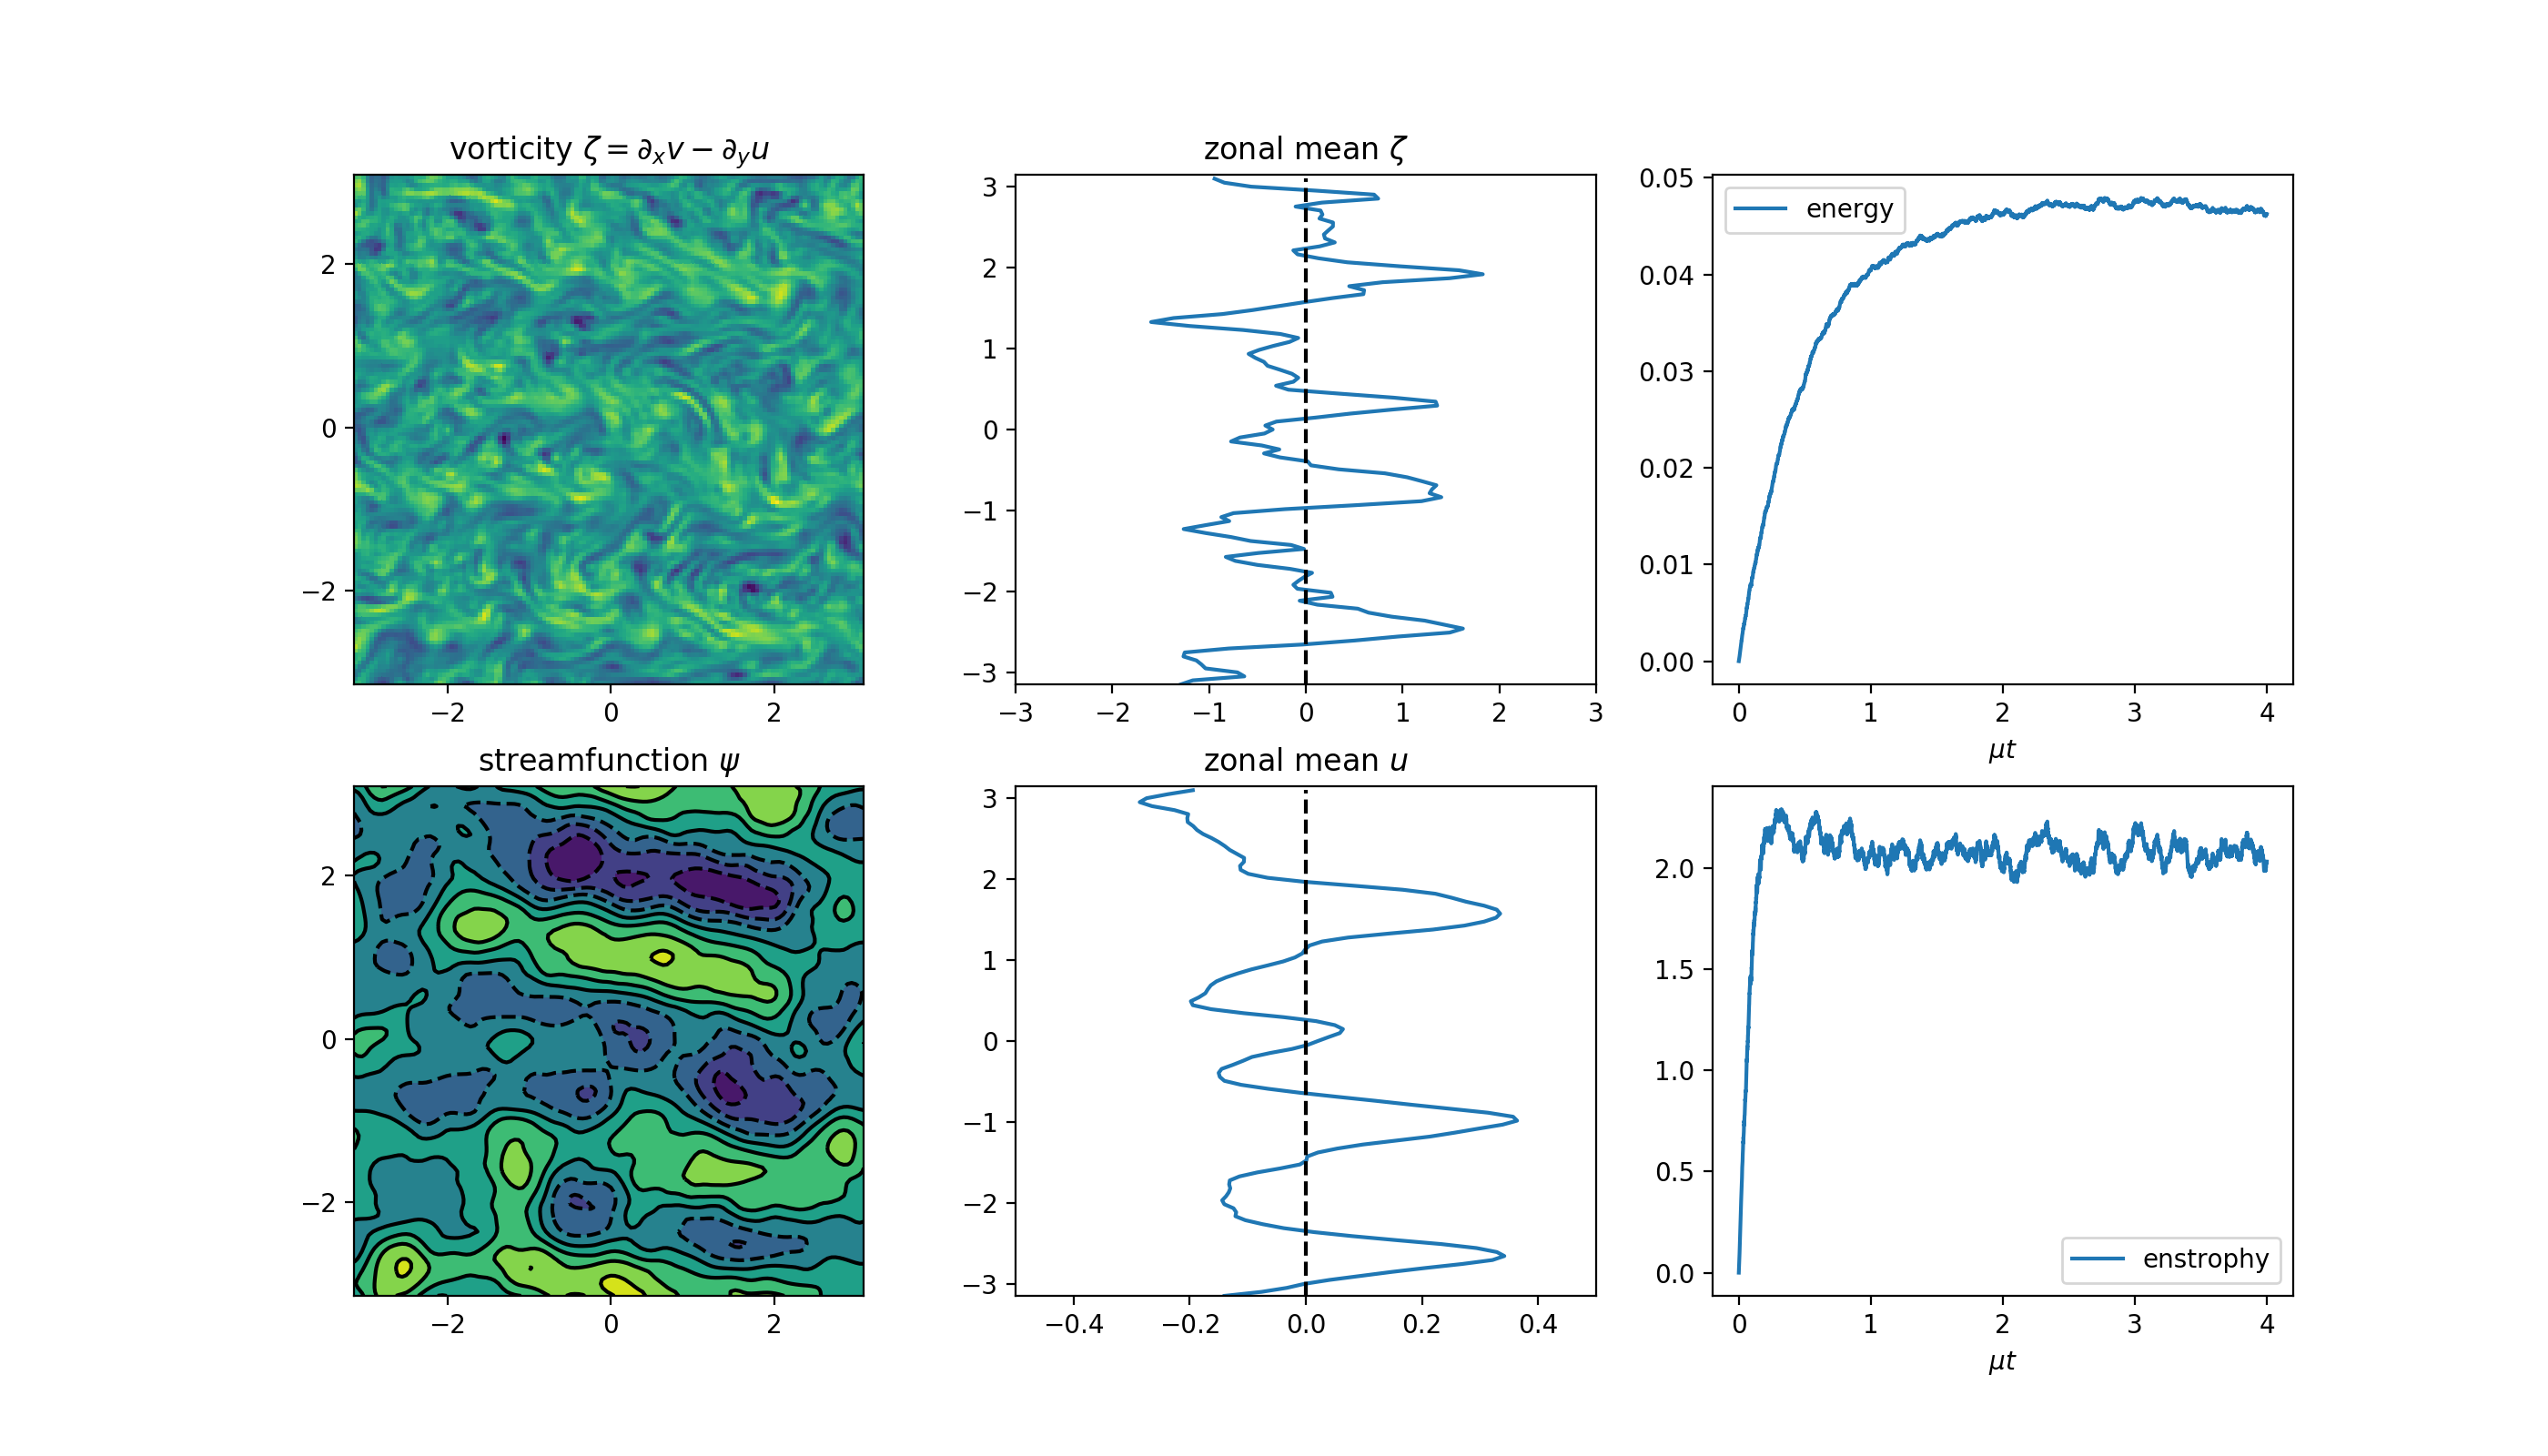 vorticity ζ = ∂ₓv − ∂ᵧu
2
0
−2
−2 0 2
zonal mean ζ
3
2
1
0
−1
−2
−3
−3 −2 −1 0 1 2 3
0.05
0.04
0.03
0.02
0.01
0.00
energy
0 1 2 3 4
μt
streamfunction ψ
2
0
−2
−2 0 2
zonal mean u
3
2
1
0
−1
−2
−3
−0.4 −0.2 0.0 0.2 0.4
2.0
1.5
1.0
0.5
0.0
enstrophy
0 1 2 3 4
μt